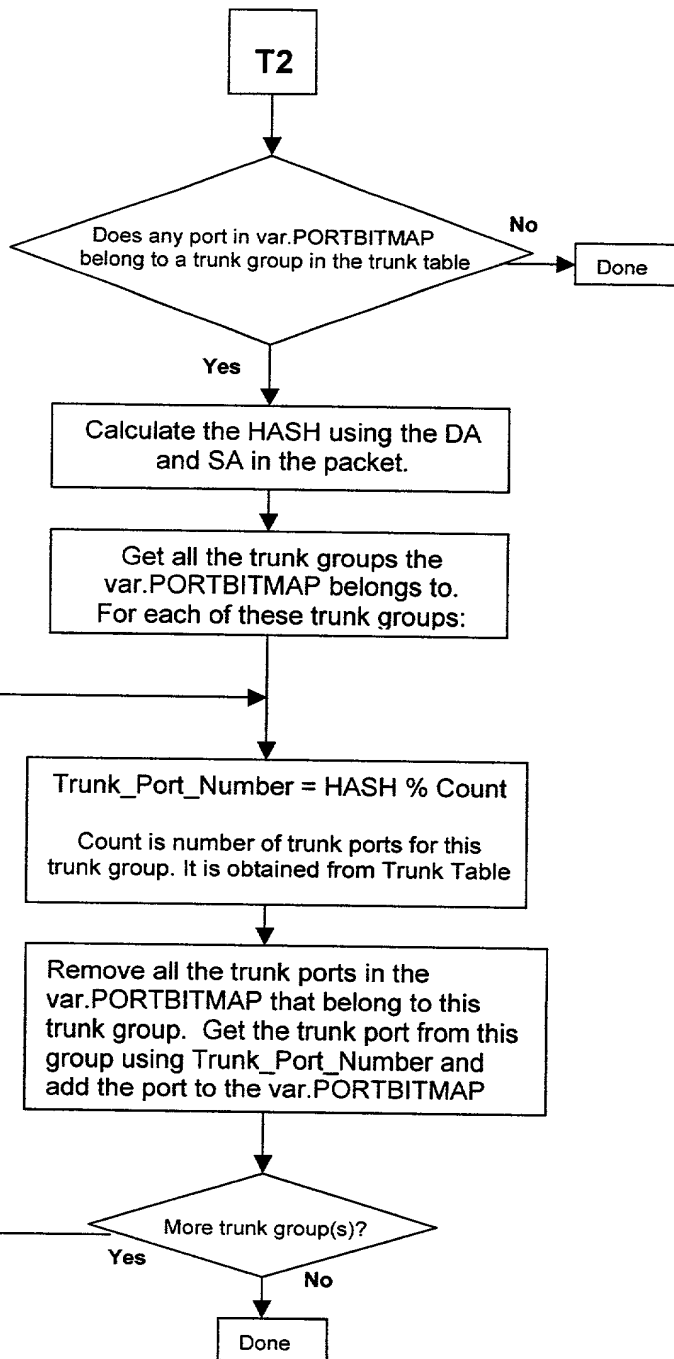 T2
Does any port in var.PORTBITMAP
belong to a trunk group in the trunk table
No
Done
Yes
Calculate the HASH using the DA
and SA in the packet.
Get all the trunk groups the
var.PORTBITMAP belongs to.
For each of these trunk groups:
Trunk_Port_Number = HASH % Count
Count is number of trunk ports for this
trunk group. It is obtained from Trunk Table
Remove all the trunk ports in the
var.PORTBITMAP that belong to this
trunk group. Get the trunk port from this
group using Trunk_Port_Number and
add the port to the var.PORTBITMAP
More trunk group(s)?
Yes
No
Done